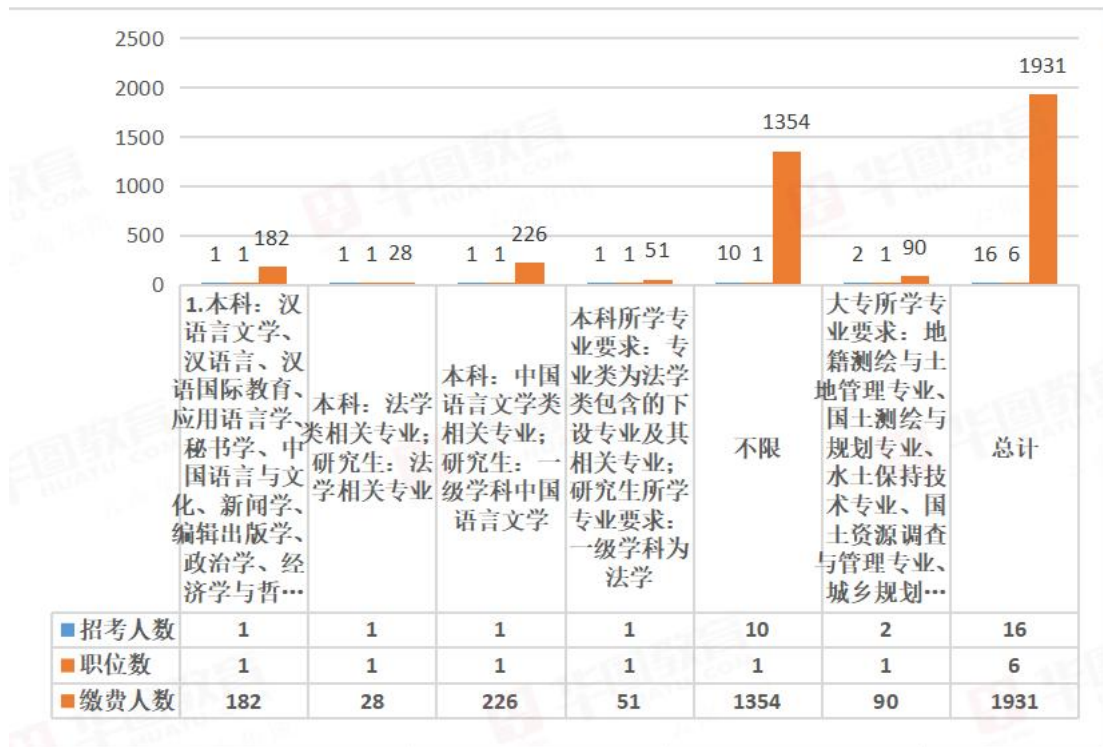 2500
2000
1500
1000
500
0
1 1 182
1 1 28
1 1 226
1 1 51
10 1 1354
2 1 90
16 6 1931
1.本科：汉
语言文学、
汉语言、汉
语国际教育、
应用语言学、
秘书学、中
国语言与文
化、新闻学、
编辑出版学、
政治学、经
济学与哲…
本科：法学
类相关专业；
研究生：法
学相关专业
本科：中国
语言文学类
相关专业；
研究生：一
级学科中国
语言文学
本科所学专
业要求：专
业类为法学
类包含的下
设专业及其
相关专业；
研究生所学
专业要求：
一级学科为
法学
不限
大专所学专
业要求：地
籍测绘与土
地管理专业、
国土测绘与
规划专业、
水土保持技
术专业、国
土资源调查
与管理专业、
城乡规划…
总计
招考人数 1 1 1 1 10 2 16
职位数 1 1 1 1 1 1 6
缴费人数 182 28 226 51 1354 90 1931
华图教育
HUATU.COM